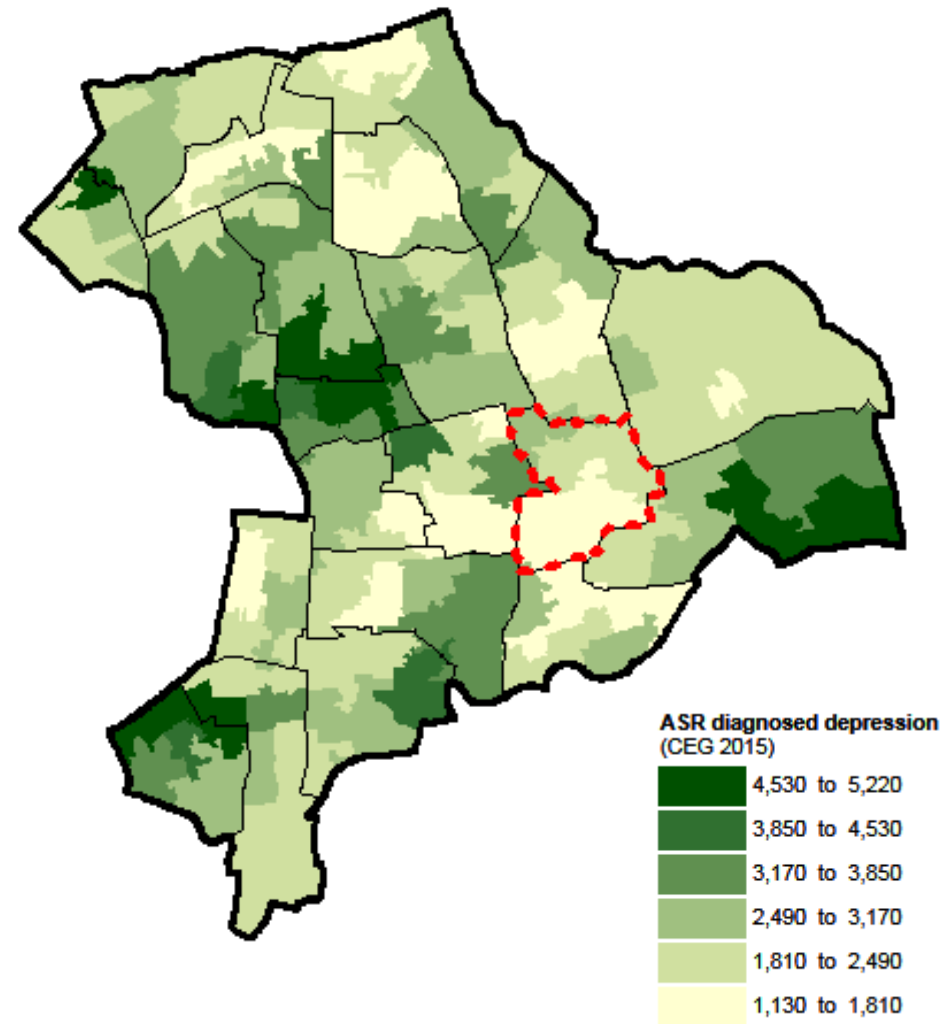 ASR diagnosed depression
(CEG 2015)
4,530 to 5,220
3,850 to 4,530
3,170 to 3,850
2,490 to 3,170
1,810 to 2,490
1,130 to 1,810